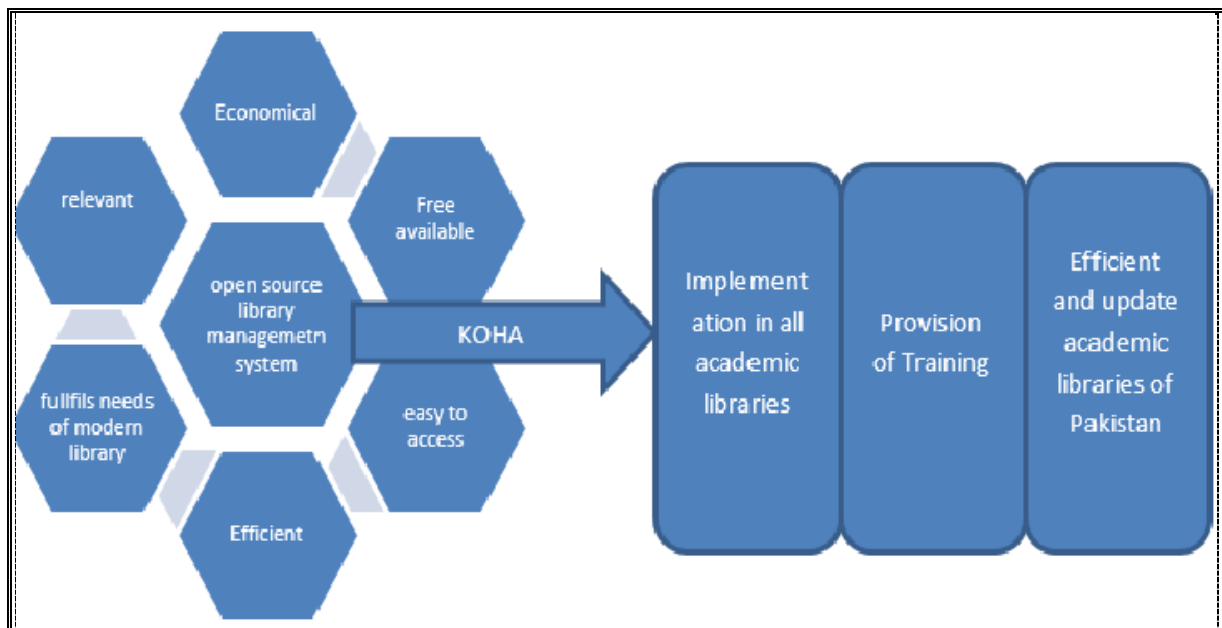 Economical
relevant
Free
available
open source
library
managemetn
system
KOHA
fullfils needs
of modern
library
easy to
access
Efficient
Implement
ation in all
academic
libraries
Provision
of Training
Efficient
and update
academic
libraries of
Pakistan